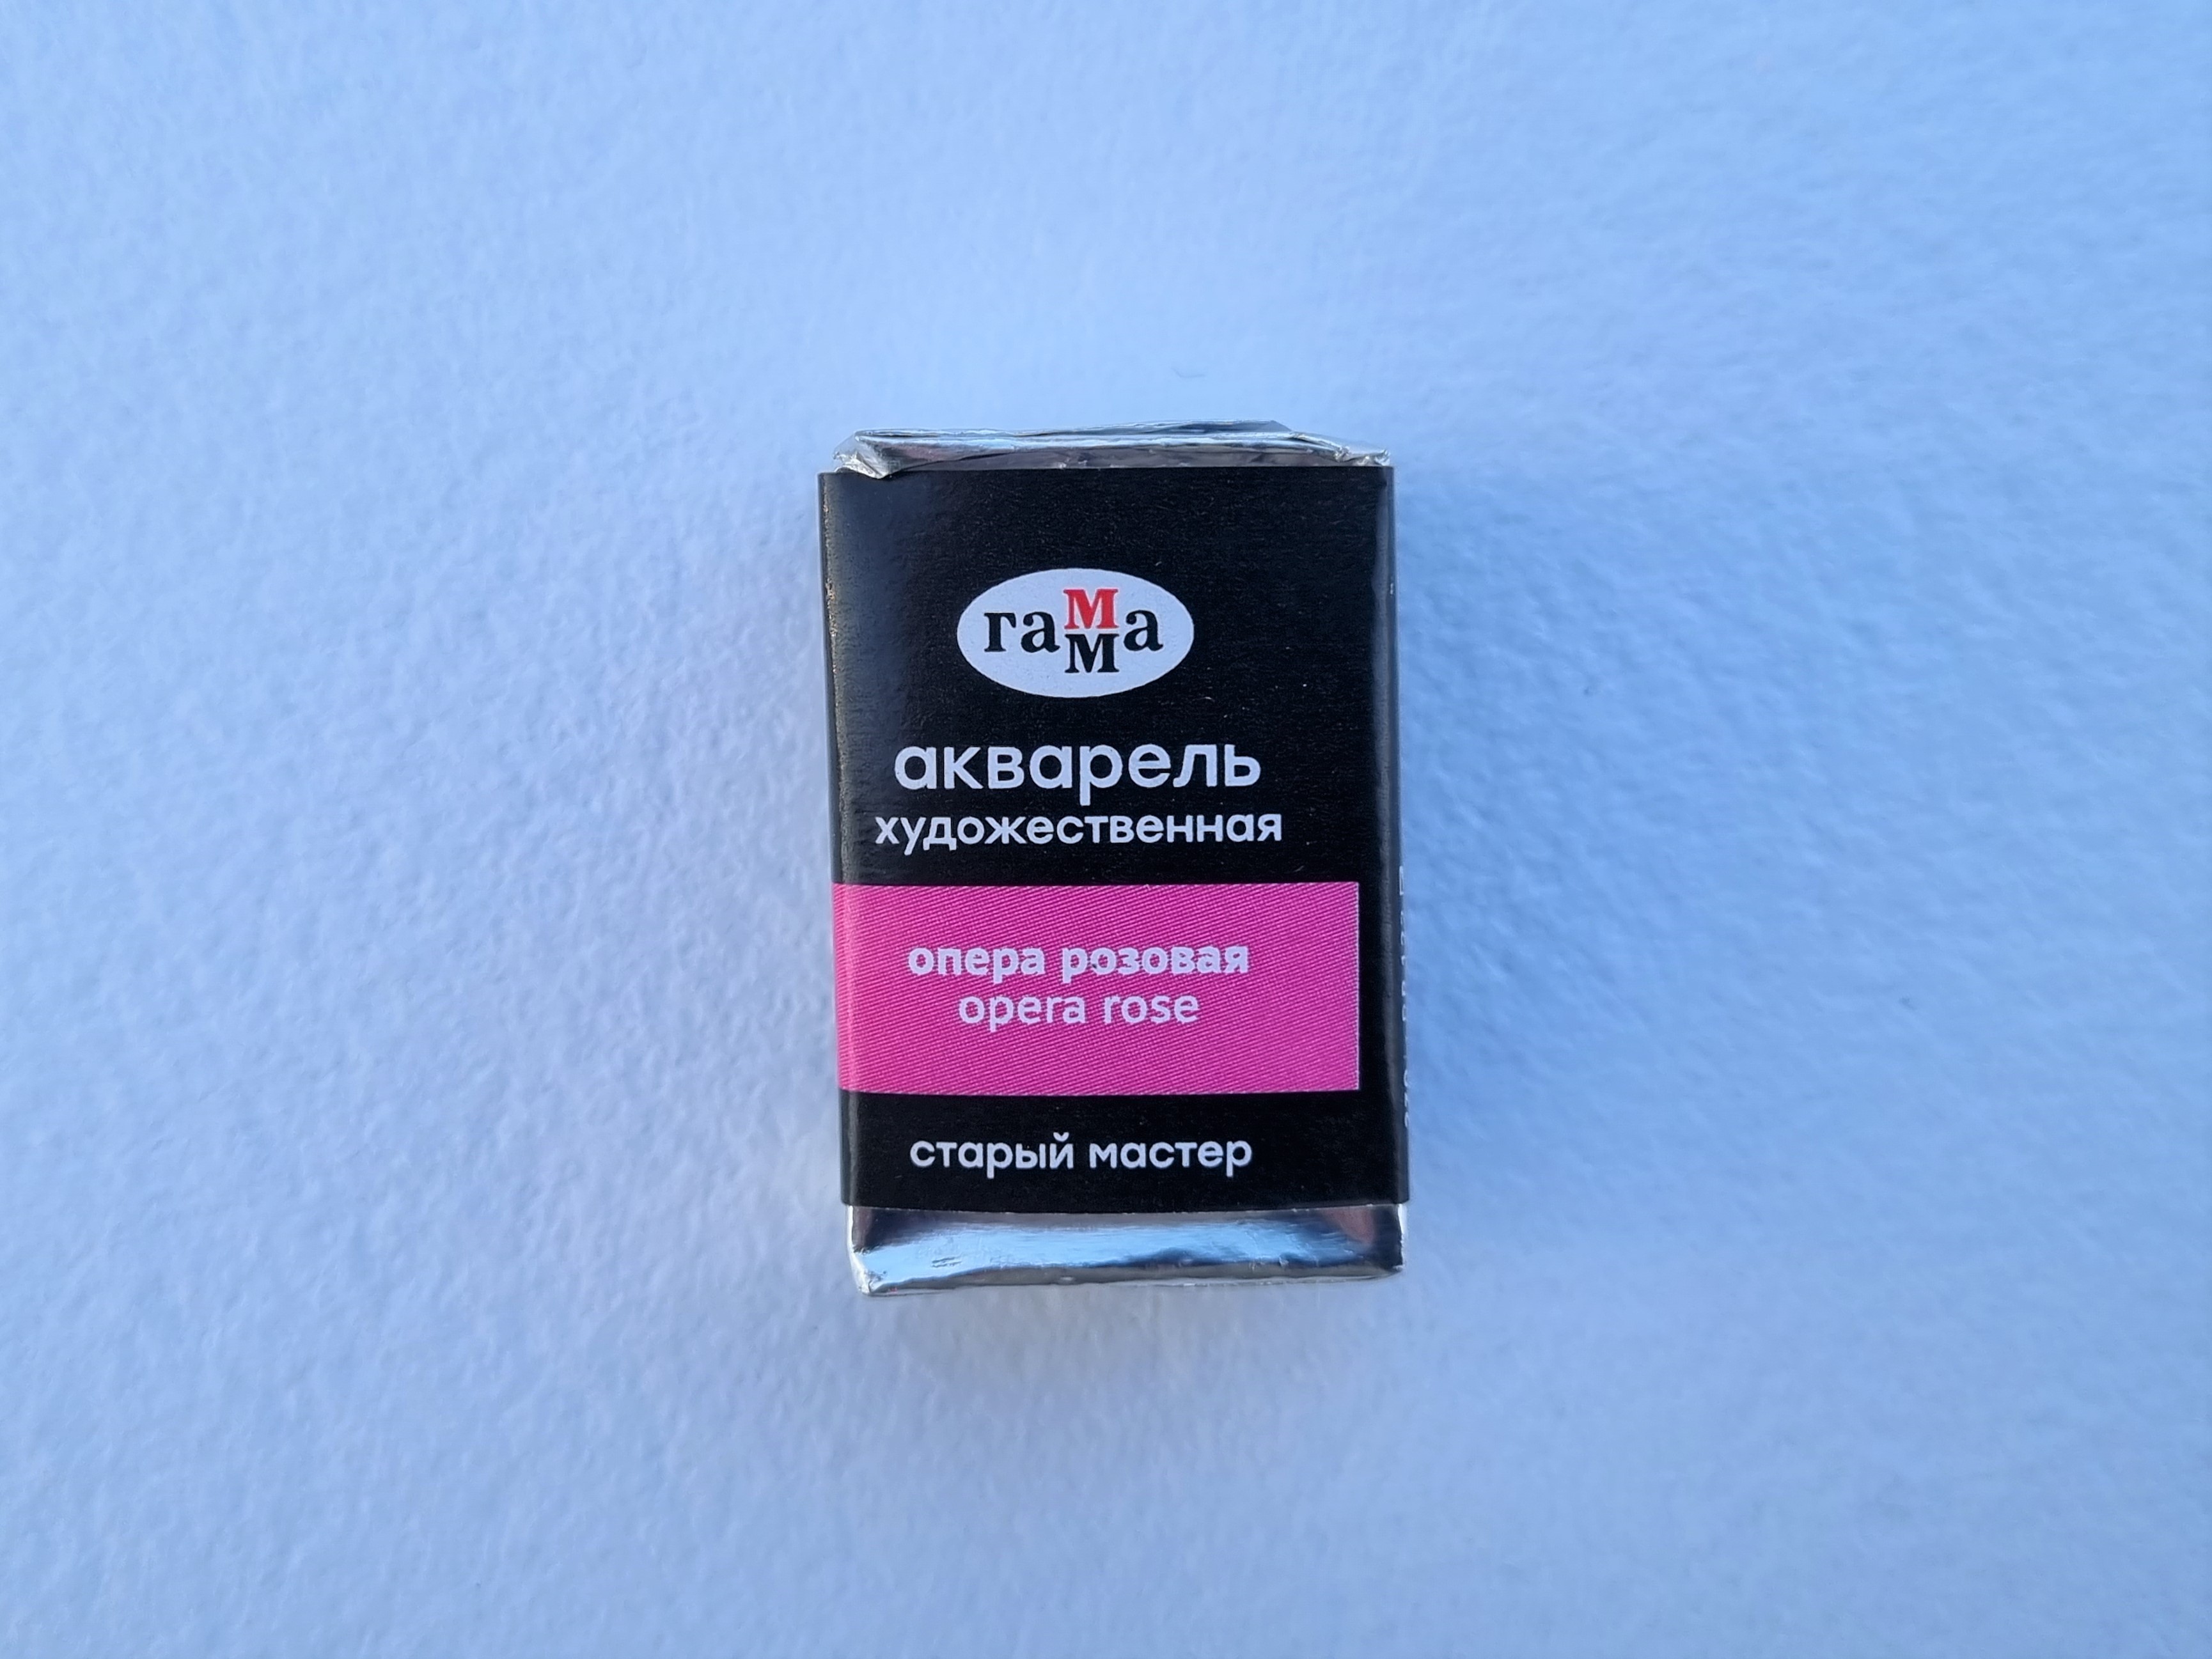 гамма
акварель
художественная
опера розовая
opera rose
старый мастер